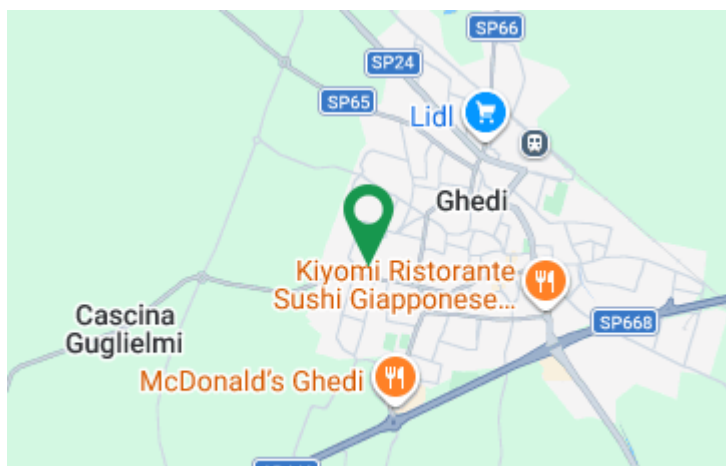 SP66
SP24
SP65
Lidl
Ghedi
Kiyomi Ristorante
Sushi Giapponese...
SP668
Cascina
Guglielmi
McDonald's Ghedi